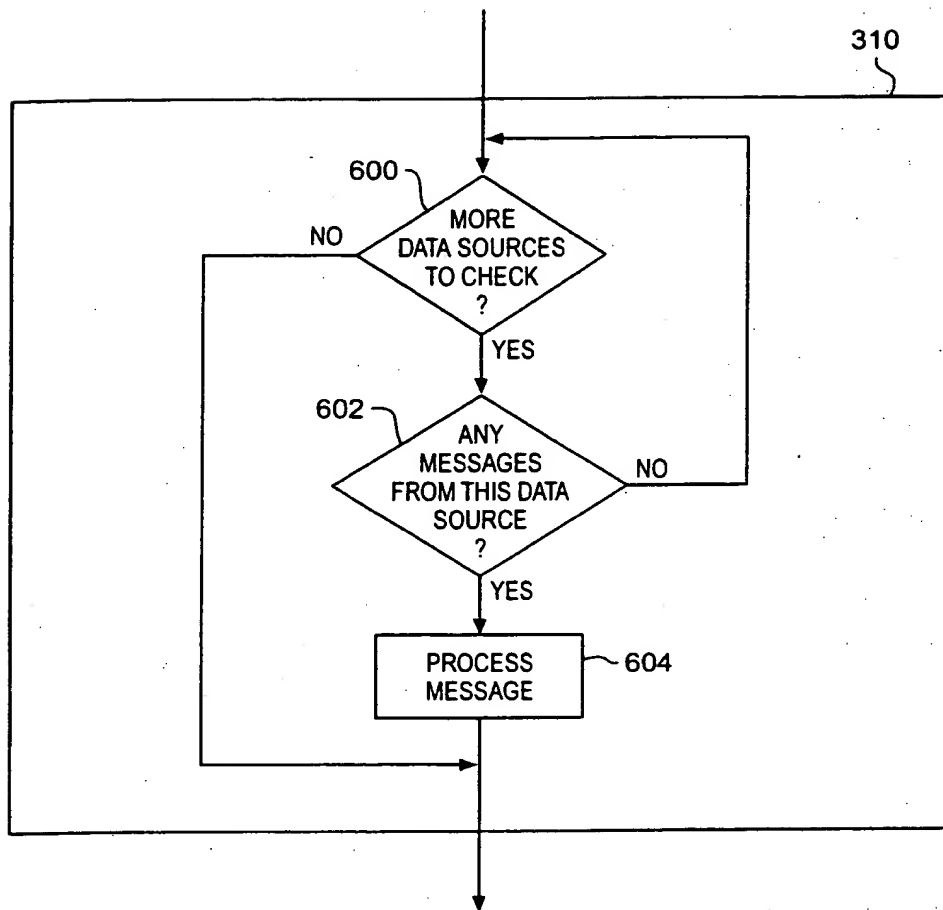 310
600
MORE
DATA SOURCES
TO CHECK
?
NO
YES
602
ANY
MESSAGES
FROM THIS DATA
SOURCE
?
NO
YES
PROCESS
MESSAGE
604